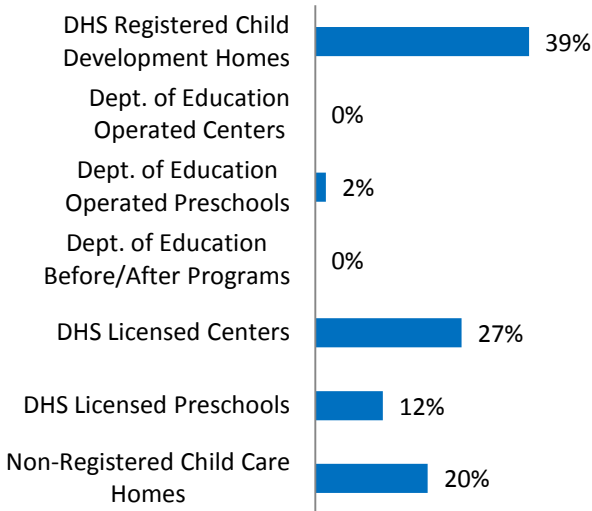 DHS Registered Child
Development Homes
39%
Dept. of Education
Operated Centers
0%
Dept. of Education
Operated Preschools
2%
Dept. of Education
Before/After Programs
0%
DHS Licensed Centers
27%
DHS Licensed Preschools
12%
Non-Registered Child Care
Homes
20%